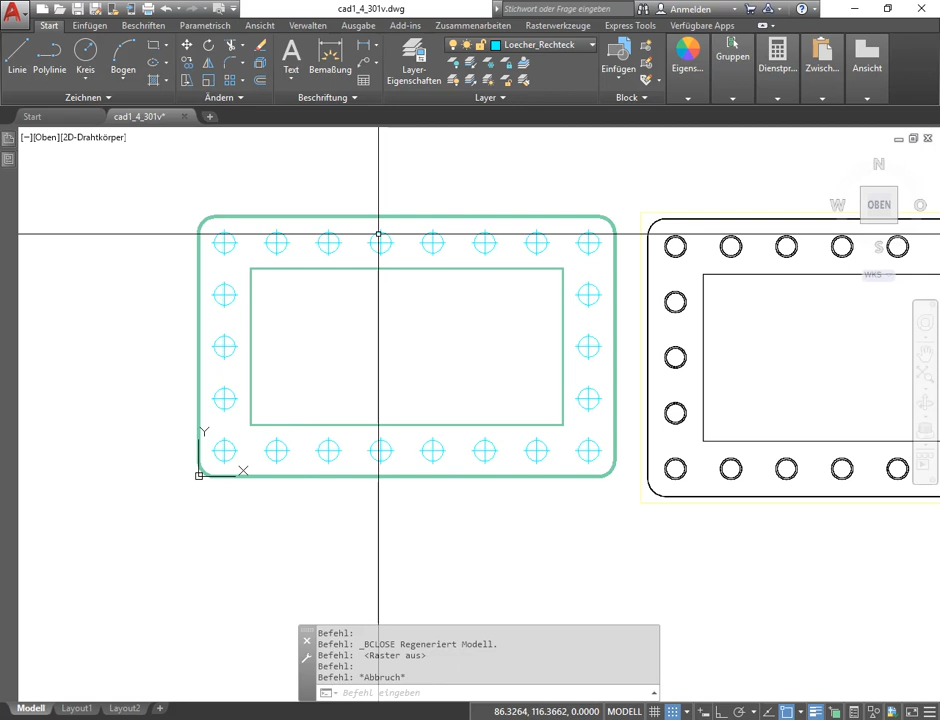 cad1_4_301v.dwg
Stichwort oder Frage eingeben
Anmelden
Start Einfügen Beschriften Parametrisch Ansicht Verwalten Ausgabe Add-ins Zusammenarbeiten Rasterwerkzeuge Express Tools Verfügbare Apps
Loecher_Rechteck
Linie Polylinie Kreis Bogen
Text Bemaßung
Layer-
Eigenschaften
Einfügen
Eigens... Gruppen Dienstpr... Zwisch... Ansicht
Zeichnen Ändern Beschriftung Layer Block
Start cad1_4_301v*
[−][Oben][2D-Drahtkörper]
N
W OBEN O
S
WKS
Y
X
Befehl:
Befehl: _BCLOSE Regeneriert Modell.
Befehl: <Raster aus>
Befehl:
Befehl: *Abbruch*
Befehl eingeben
Modell Layout1 Layout2
86.3264, 116.3662, 0.0000 MODELL